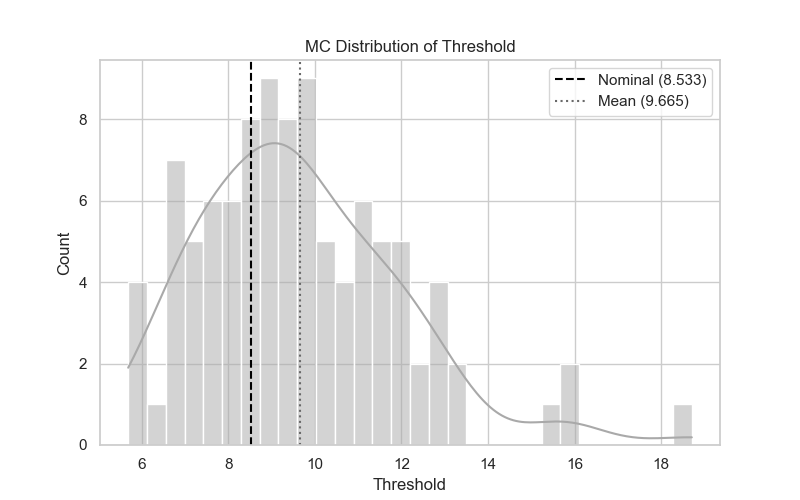 MC Distribution of Threshold
Nominal (8.533)
Mean (9.665)
Count
8
6
4
2
0
6 8 10 12 14 16 18
Threshold